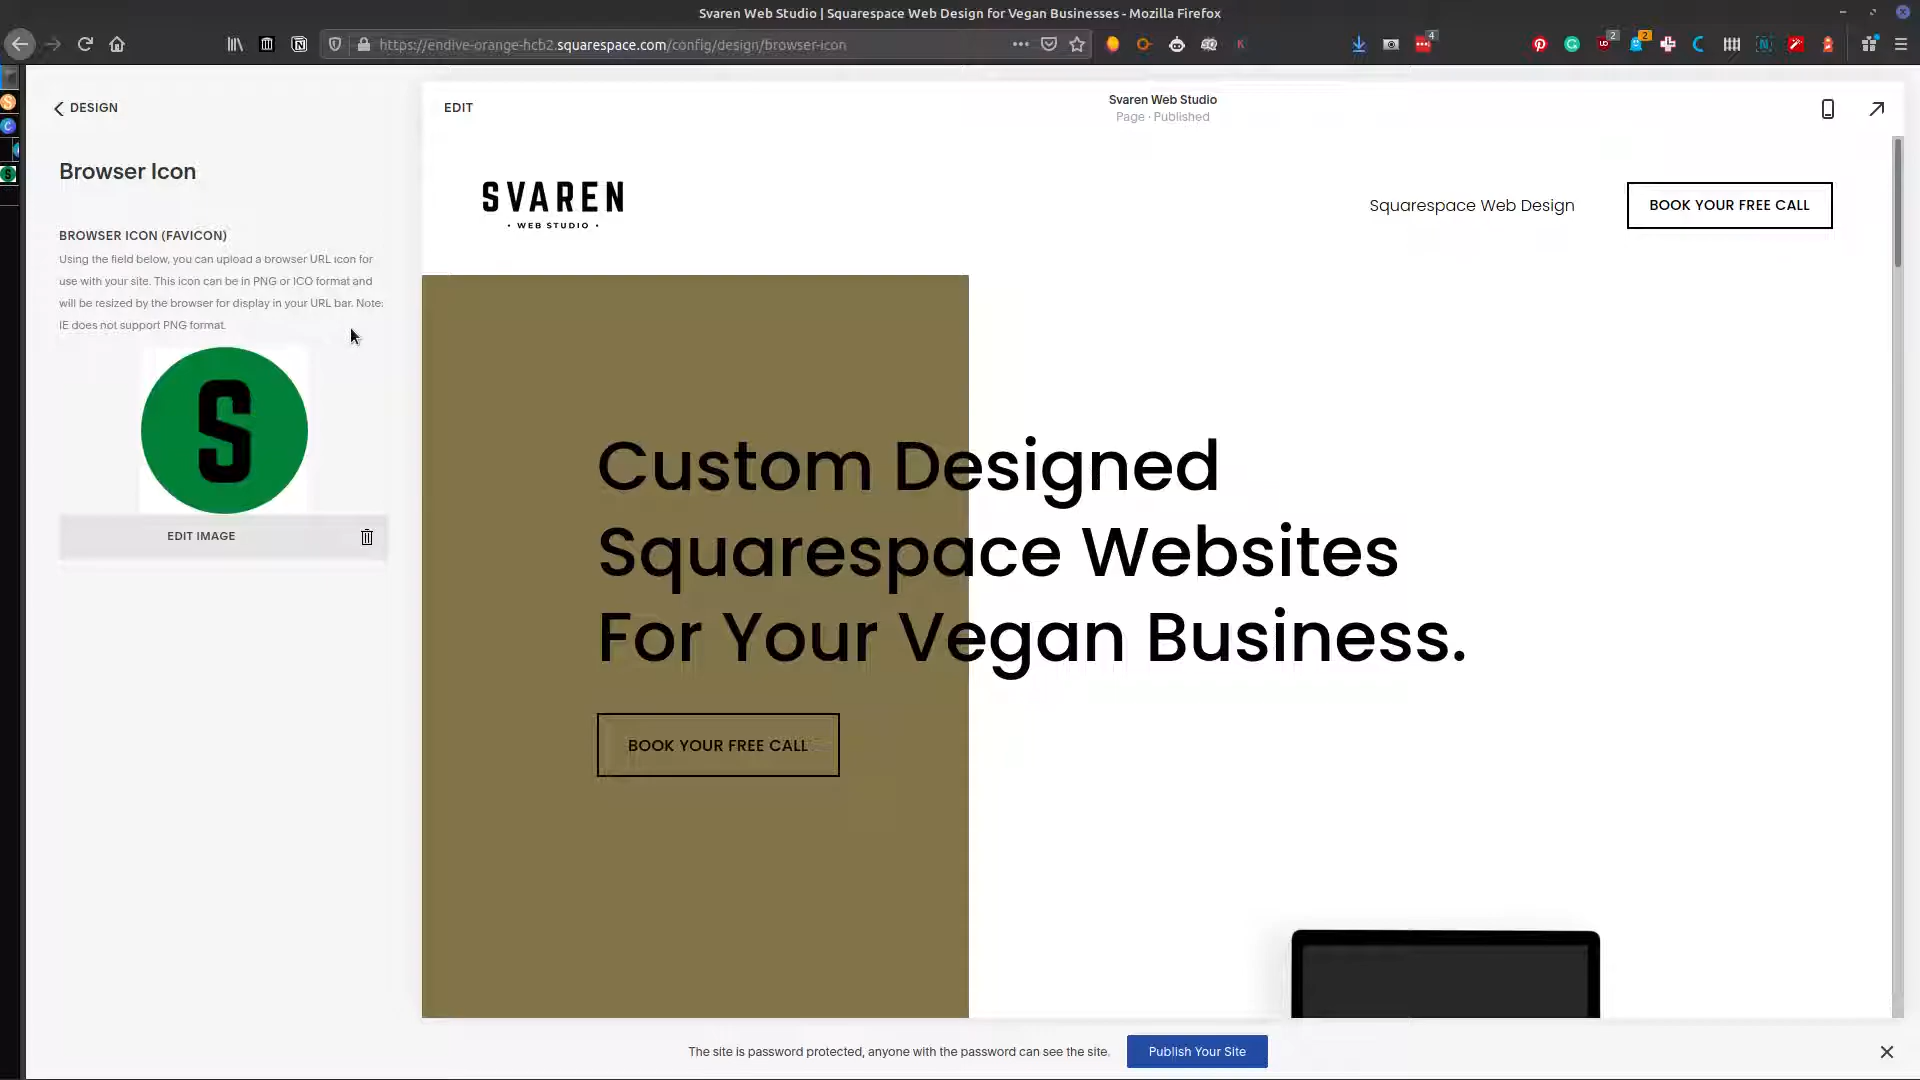 Svaren Web Studio | Squarespace Web Design for Vegan Businesses - Mozilla Firefox
https://endive-orange-hcb2.squarespace.com/config/design/browser-icon
4
2
2
DESIGN
EDIT
Svaren Web Studio
Page · Published
Browser Icon
BROWSER ICON (FAVICON)
Using the field below, you can upload a browser URL icon for
use with your site. This icon can be in PNG or ICO format and
will be resized by the browser for display in your URL bar. Note:
IE does not support PNG format.
S
EDIT IMAGE
SVAREN
· WEB STUDIO ·
Squarespace Web Design
BOOK YOUR FREE CALL
Custom Designed
Squarespace Websites
For Your Vegan Business.
BOOK YOUR FREE CALL
The site is password protected, anyone with the password can see the site.
Publish Your Site